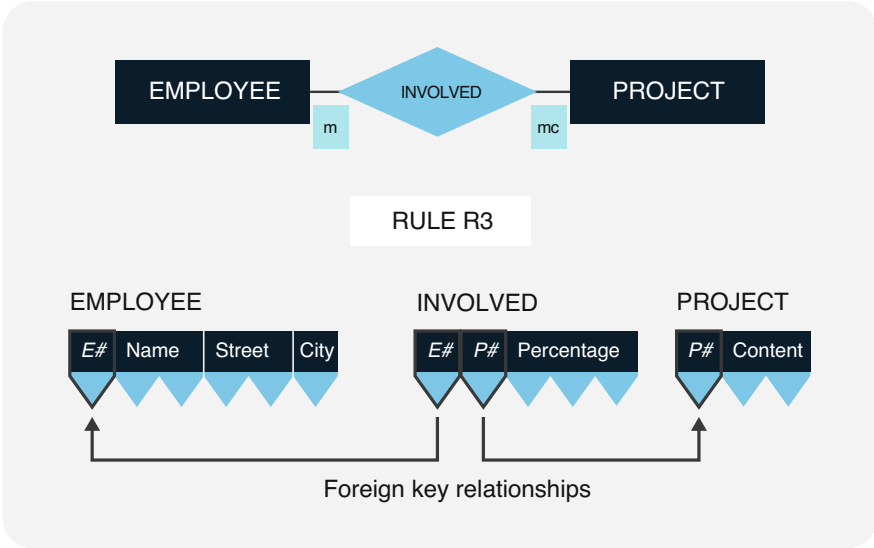 EMPLOYEE INVOLVED PROJECT
m mc
RULE R3
EMPLOYEE INVOLVED PROJECT
E# Name Street City E# P# Percentage P# Content
Foreign key relationships